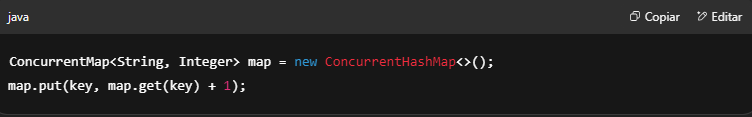 java
Copiar
Editar
ConcurrentMap<String, Integer> map = new ConcurrentHashMap<>();
map.put(key, map.get(key) + 1);